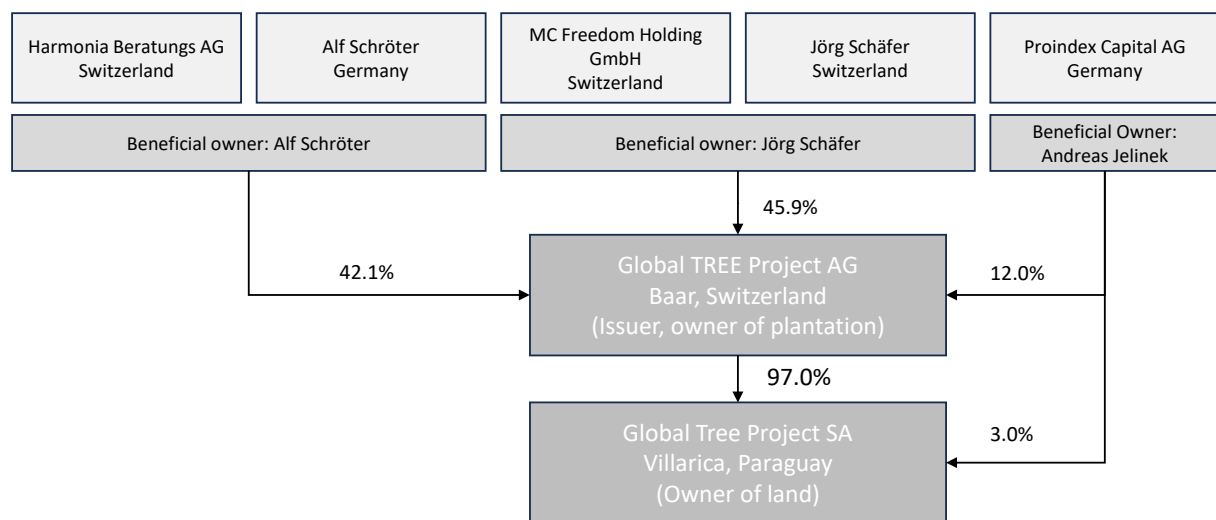 Harmonia Beratungs AG
Switzerland
Alf Schröter
Germany
MC Freedom Holding
GmbH
Switzerland
Jörg Schäfer
Switzerland
Proindex Capital AG
Germany
Beneficial owner: Alf Schröter
Beneficial owner: Jörg Schäfer
Beneficial Owner:
Andreas Jelinek
45.9%
42.1%
Global TREE Project AG
Baar, Switzerland
(Issuer, owner of plantation)
12.0%
97.0%
Global Tree Project SA
Villarica, Paraguay
(Owner of land)
3.0%